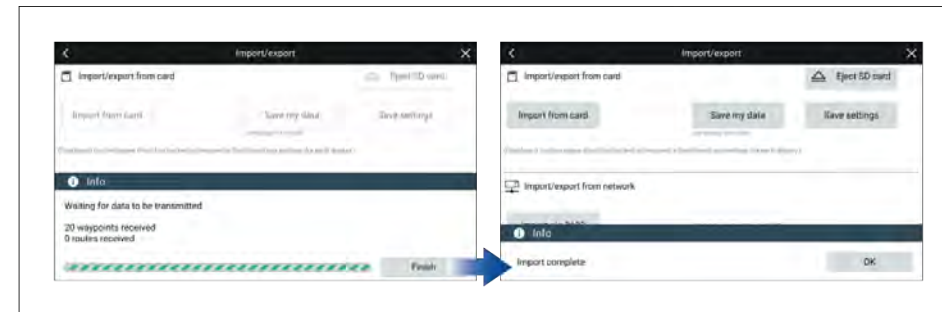 Import/export
Import/export from card
Eject SD card
Import from card
Save my data
Save settings
Info
Waiting for data to be transmitted
20 waypoints received
0 routes received
Finish
Import/export
Import/export from card
Eject SD card
Import from card
Save my data
Save settings
Import/export from network
Info
Import complete
OK